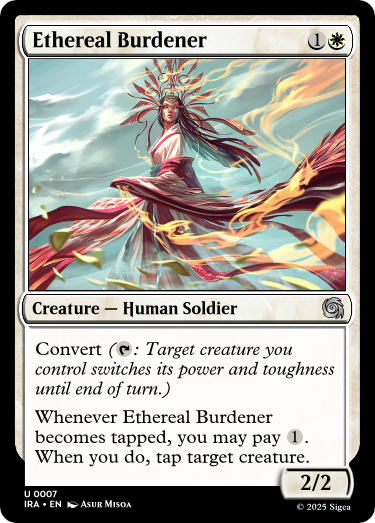 Ethereal Burdener 1
Creature — Human Soldier
Convert (: Target creature you
control switches its power and toughness
until end of turn.)
Whenever Ethereal Burdener
becomes tapped, you may pay 1.
When you do, tap target creature.
2/2
U 0007
IRA • EN Asur Misoa
© 2025 Sigea